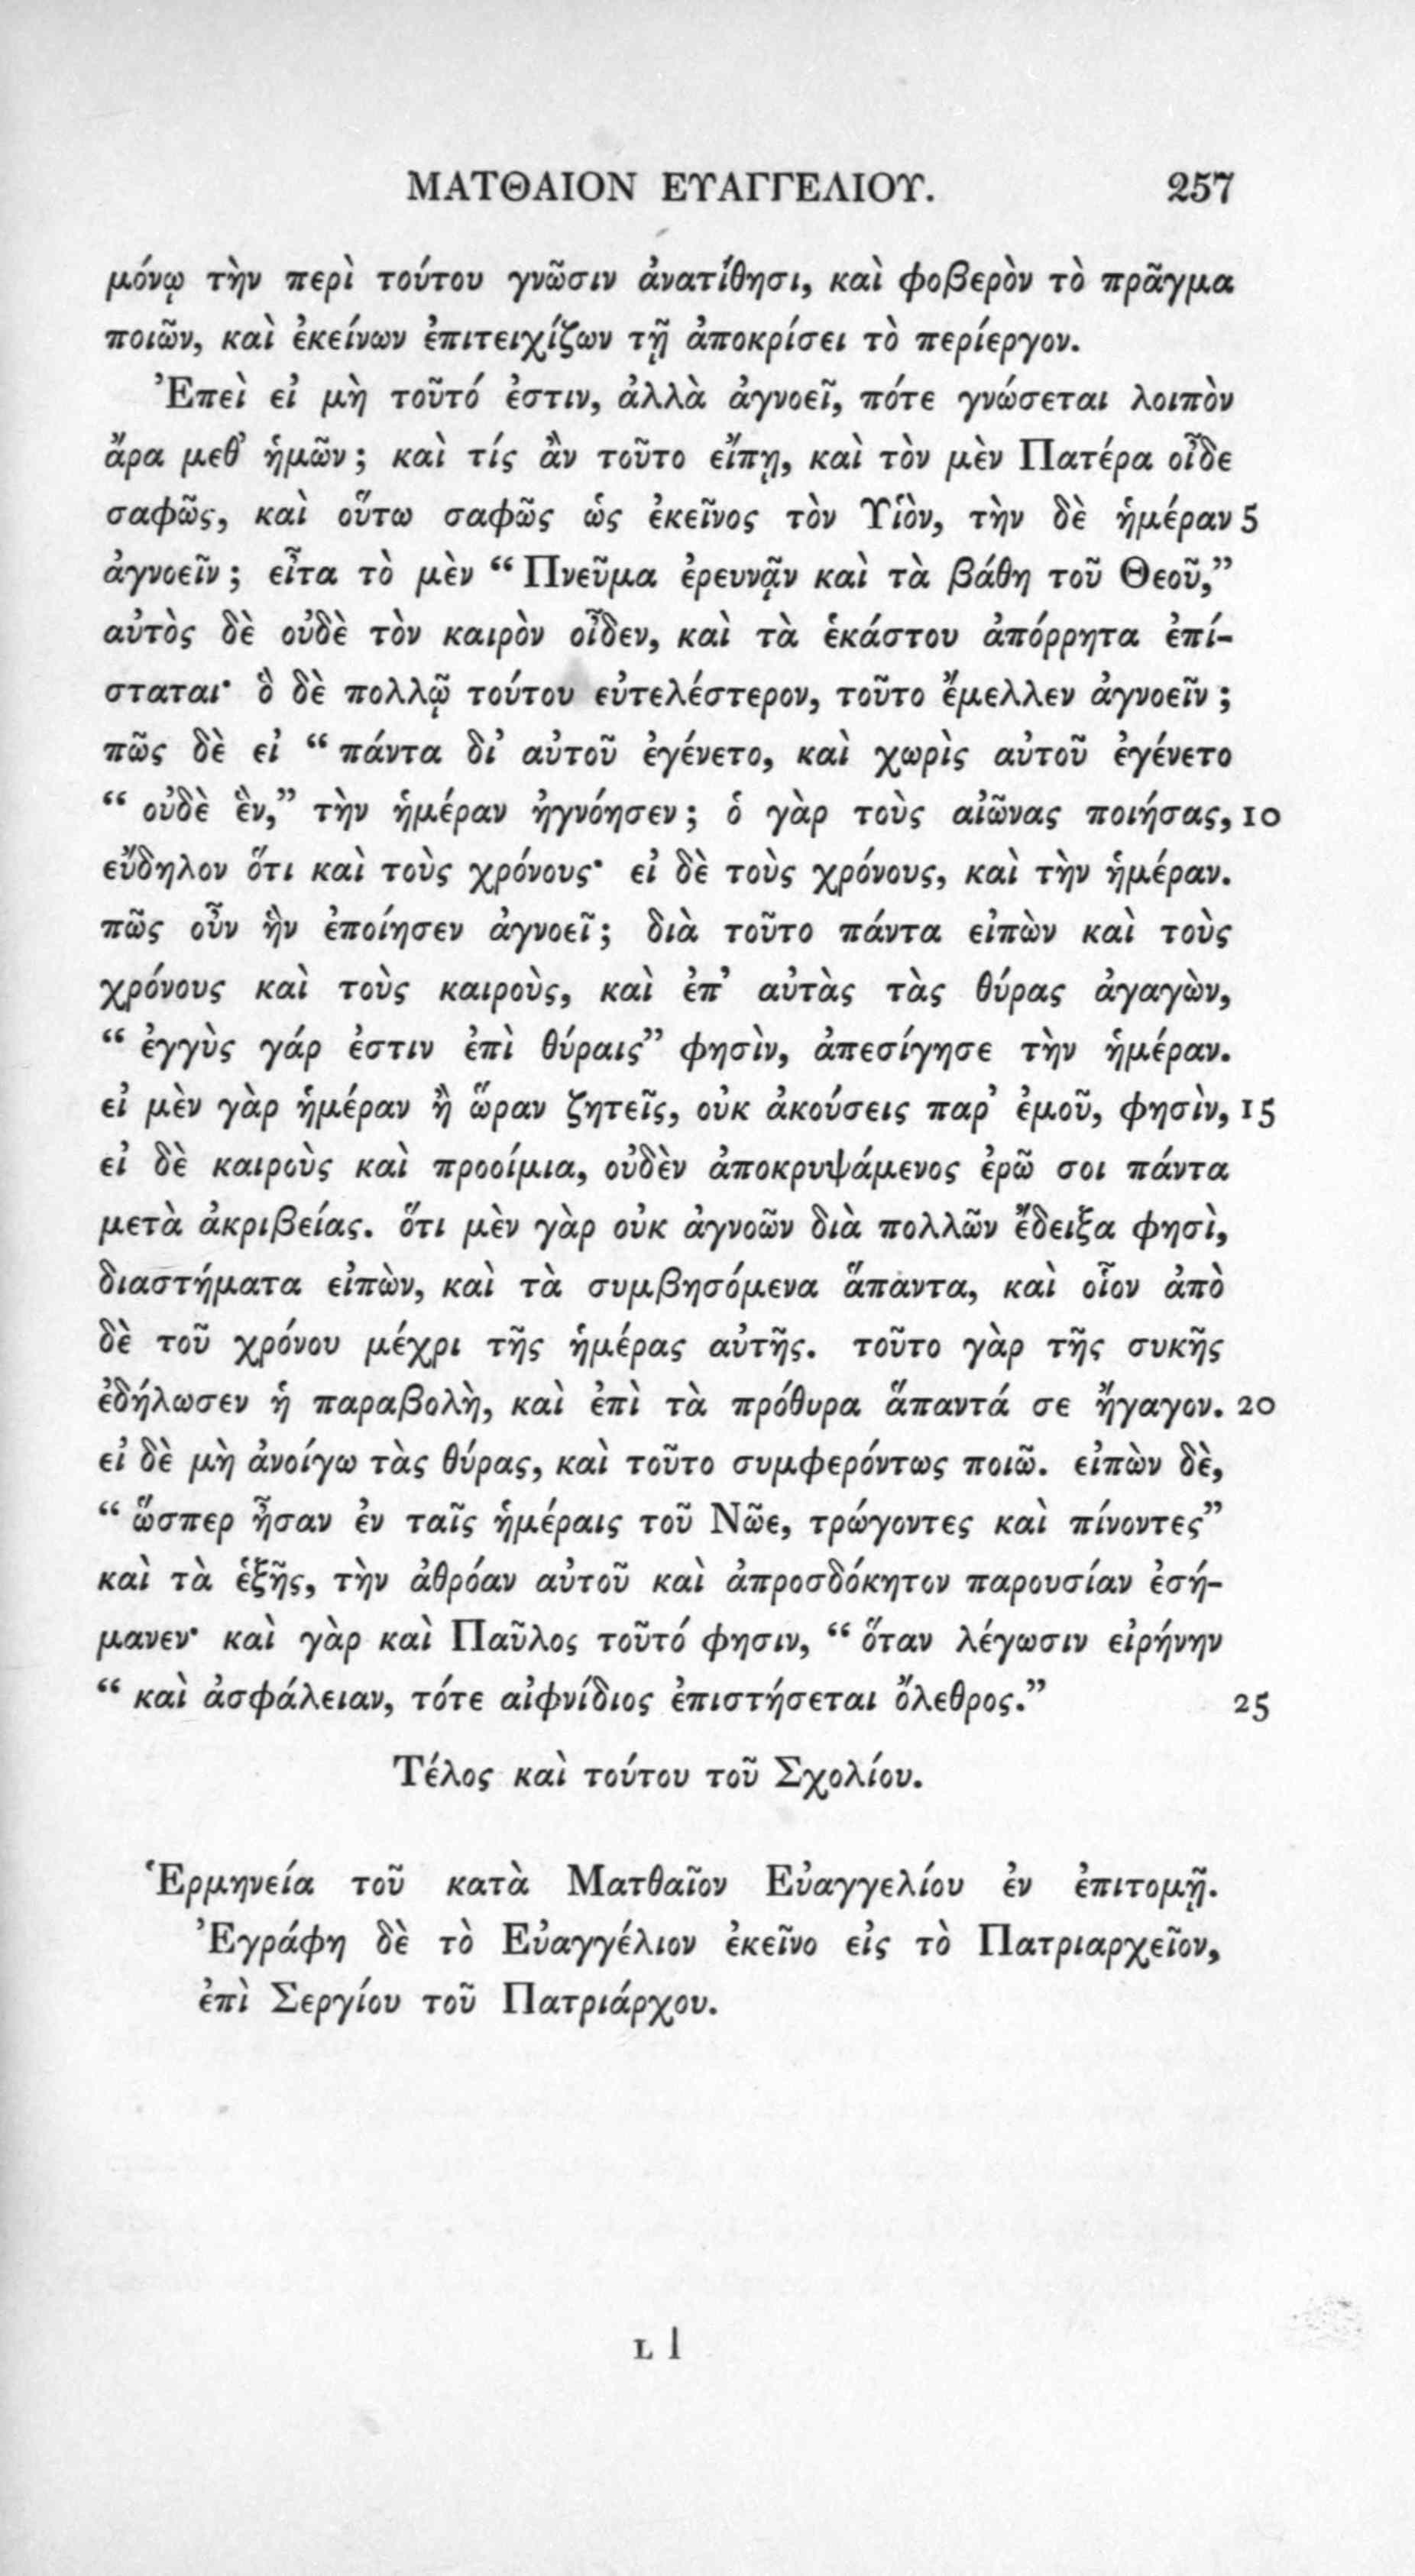 ΜΑΤΘΑΙΟΝ ΕΥΑΓΓΕΛΙΟΥ. 257
μόνῳ τὴν περὶ τούτου γνῶσιν ἀνατίθησι, καὶ φοβερὸν τὸ πρᾶγμα
ποιῶν, καὶ ἐκείνων ἐπιτειχίζων τῇ ἀποκρίσει τὸ περίεργον.
Ἐπεὶ εἰ μὴ τοῦτό ἐστιν, ἀλλὰ ἀγνοεῖ, πότε γνώσεται λοιπὸν
ἄρα μεθ’ ἡμῶν; καὶ τίς ἂν τοῦτο εἴπῃ, καὶ τὸν μὲν Πατέρα οἶδε
σαφῶς, καὶ οὕτω σαφῶς ὡς ἐκεῖνος τὸν Υἱὸν, τὴν δὲ ἡμέραν 5
ἀγνοεῖν; εἶτα τὸ μὲν “ Πνεῦμα ἐρευνᾷν καὶ τὰ βάθη τοῦ Θεοῦ,”
αὐτὸς δὲ οὐδὲ τὸν καιρὸν οἶδεν, καὶ τὰ ἑκάστου ἀπόρρητα ἐπί-
σταται· ὃ δὲ πολλῷ τούτου εὐτελέστερον, τοῦτο ἔμελλεν ἀγνοεῖν;
πῶς δὲ εἰ “ πάντα δι’ αὐτοῦ ἐγένετο, καὶ χωρὶς αὐτοῦ ἐγένετο
“ οὐδὲ ἓν,” τὴν ἡμέραν ἠγνόησεν; ὁ γὰρ τοὺς αἰῶνας ποιήσας, 10
εὔδηλον ὅτι καὶ τοὺς χρόνους· εἰ δὲ τοὺς χρόνους, καὶ τὴν ἡμέραν.
πῶς οὖν ἣν ἐποίησεν ἀγνοεῖ; διὰ τοῦτο πάντα εἰπὼν καὶ τοὺς
χρόνους καὶ τοὺς καιροὺς, καὶ ἐπ’ αὐτὰς τὰς θύρας ἀγαγὼν,
“ ἐγγὺς γάρ ἐστιν ἐπὶ θύραις” φησὶν, ἀπεσίγησε τὴν ἡμέραν.
εἰ μὲν γὰρ ἡμέραν ἢ ὥραν ζητεῖς, οὐκ ἀκούσεις παρ’ ἐμοῦ, φησὶν, 15
εἰ δὲ καιροὺς καὶ προοίμια, οὐδὲν ἀποκρυψάμενος ἐρῶ σοι πάντα
μετὰ ἀκριβείας. ὅτι μὲν γὰρ οὐκ ἀγνοῶν διὰ πολλῶν ἔδειξα φησὶ,
διαστήματα εἰπὼν, καὶ τὰ συμβησόμενα ἅπαντα, καὶ οἷον ἀπὸ
δὲ τοῦ χρόνου μέχρι τῆς ἡμέρας αὐτῆς. τοῦτο γὰρ τῆς συκῆς
ἐδήλωσεν ἡ παραβολὴ, καὶ ἐπὶ τὰ πρόθυρα ἅπαντά σε ἤγαγον. 20
εἰ δὲ μὴ ἀνοίγω τὰς θύρας, καὶ τοῦτο συμφερόντως ποιῶ. εἰπὼν δὲ,
“ ὥσπερ ἦσαν ἐν ταῖς ἡμέραις τοῦ Νῶε, τρώγοντες καὶ πίνοντες”
καὶ τὰ ἑξῆς, τὴν ἀθρόαν αὐτοῦ καὶ ἀπροσδόκητον παρουσίαν ἐσή-
μανεν· καὶ γὰρ καὶ Παῦλος τοῦτό φησιν, “ ὅταν λέγωσιν εἰρήνην
“ καὶ ἀσφάλειαν, τότε αἰφνίδιος ἐπιστήσεται ὄλεθρος.” 25
Τέλος καὶ τούτου τοῦ Σχολίου.
Ἑρμηνεία τοῦ κατὰ Ματθαῖον Εὐαγγελίου ἐν ἐπιτομῇ.
Ἐγράφη δὲ τὸ Εὐαγγέλιον ἐκεῖνο εἰς τὸ Πατριαρχεῖον,
ἐπὶ Σεργίου τοῦ Πατριάρχου.
L l